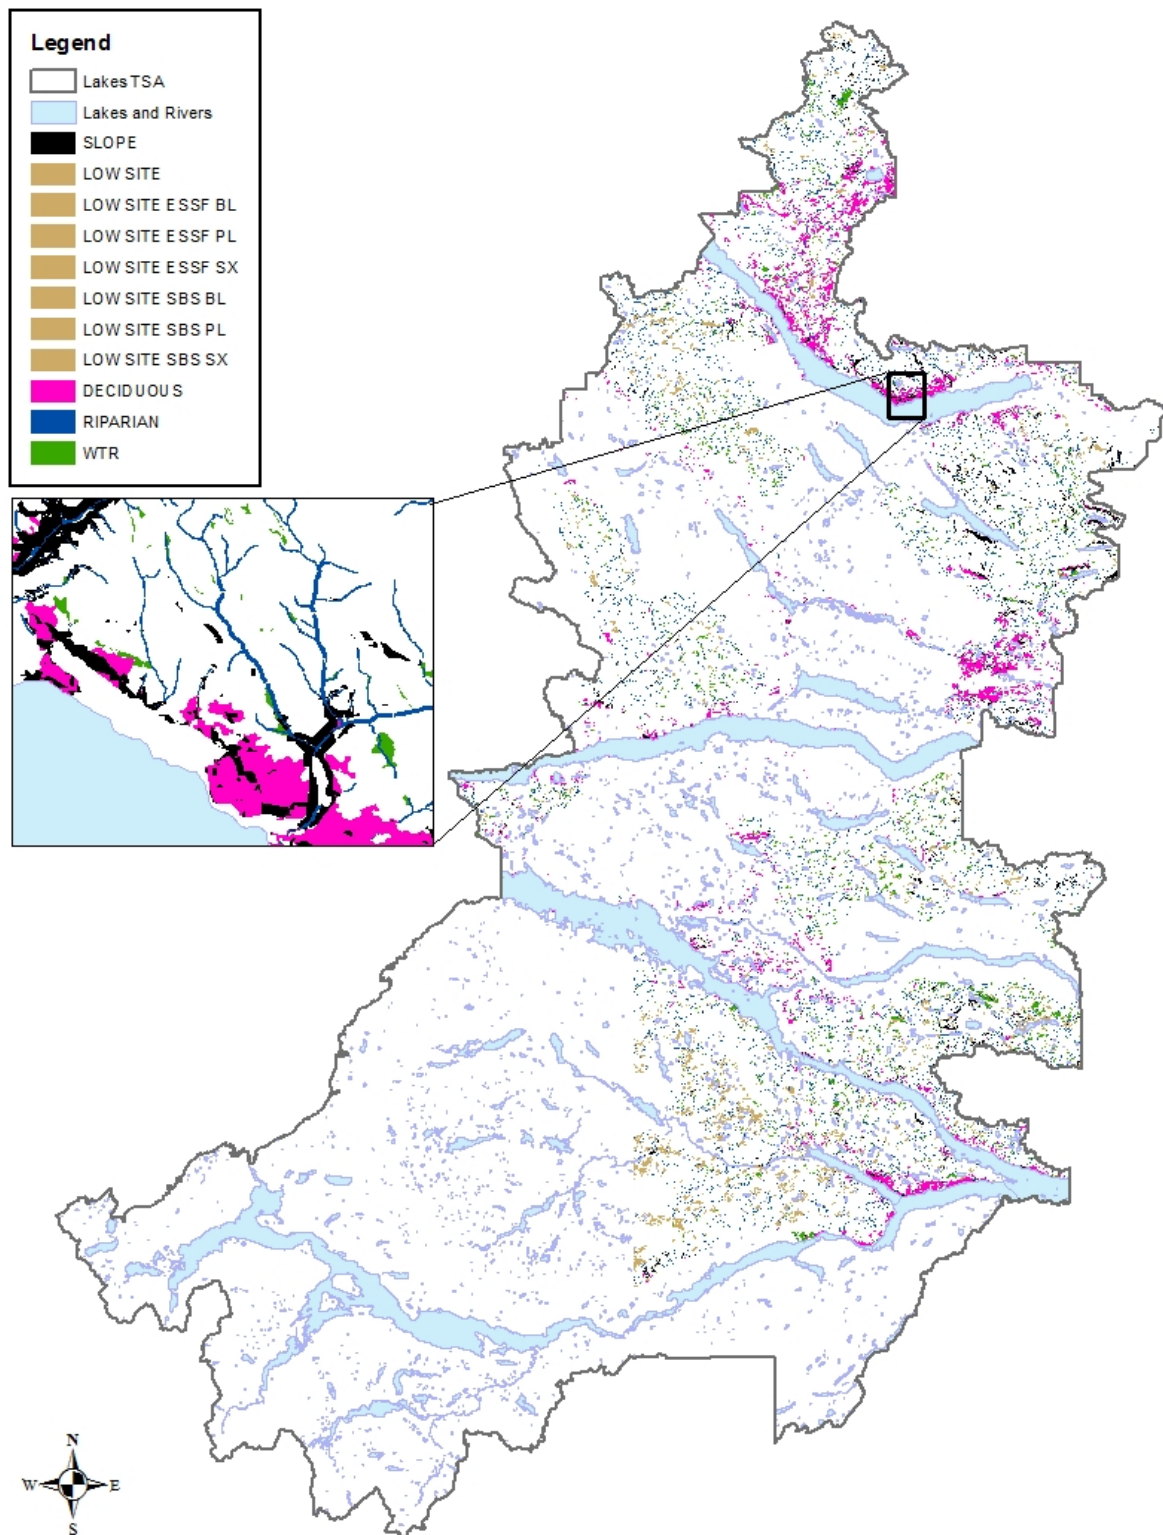 Legend
Lakes TSA
Lakes and Rivers
SLOPE
LOW SITE
LOW SITE ESSF BL
LOW SITE ESSF PL
LOW SITE ESSF SX
LOW SITE SBS BL
LOW SITE SBS PL
LOW SITE SBS SX
DECIDUOUS
RIPARIAN
WTR
N
W E
S